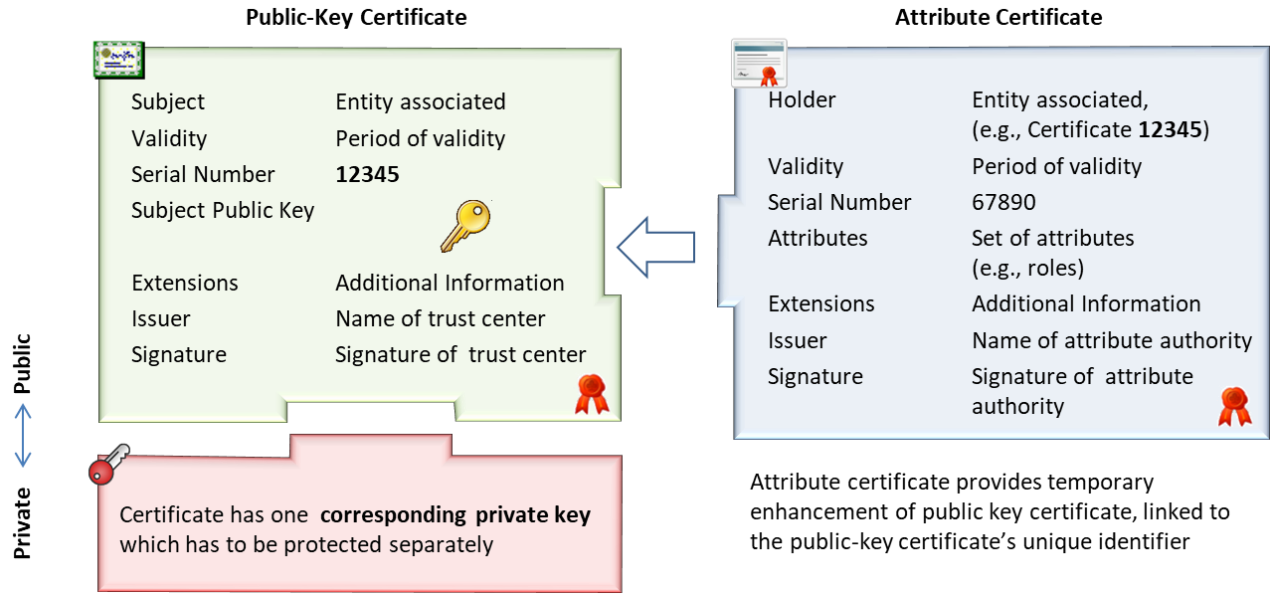 Public-Key Certificate
Subject Entity associated
Validity Period of validity
Serial Number 12345
Subject Public Key
Extensions Additional Information
Issuer Name of trust center
Signature Signature of trust center
Public
Private
Certificate has one corresponding private key
which has to be protected separately
Attribute Certificate
Holder Entity associated,
(e.g., Certificate 12345)
Validity Period of validity
Serial Number 67890
Attributes Set of attributes
(e.g., roles)
Extensions Additional Information
Issuer Name of attribute authority
Signature Signature of attribute
authority
Attribute certificate provides temporary
enhancement of public key certificate, linked to
the public-key certificate's unique identifier